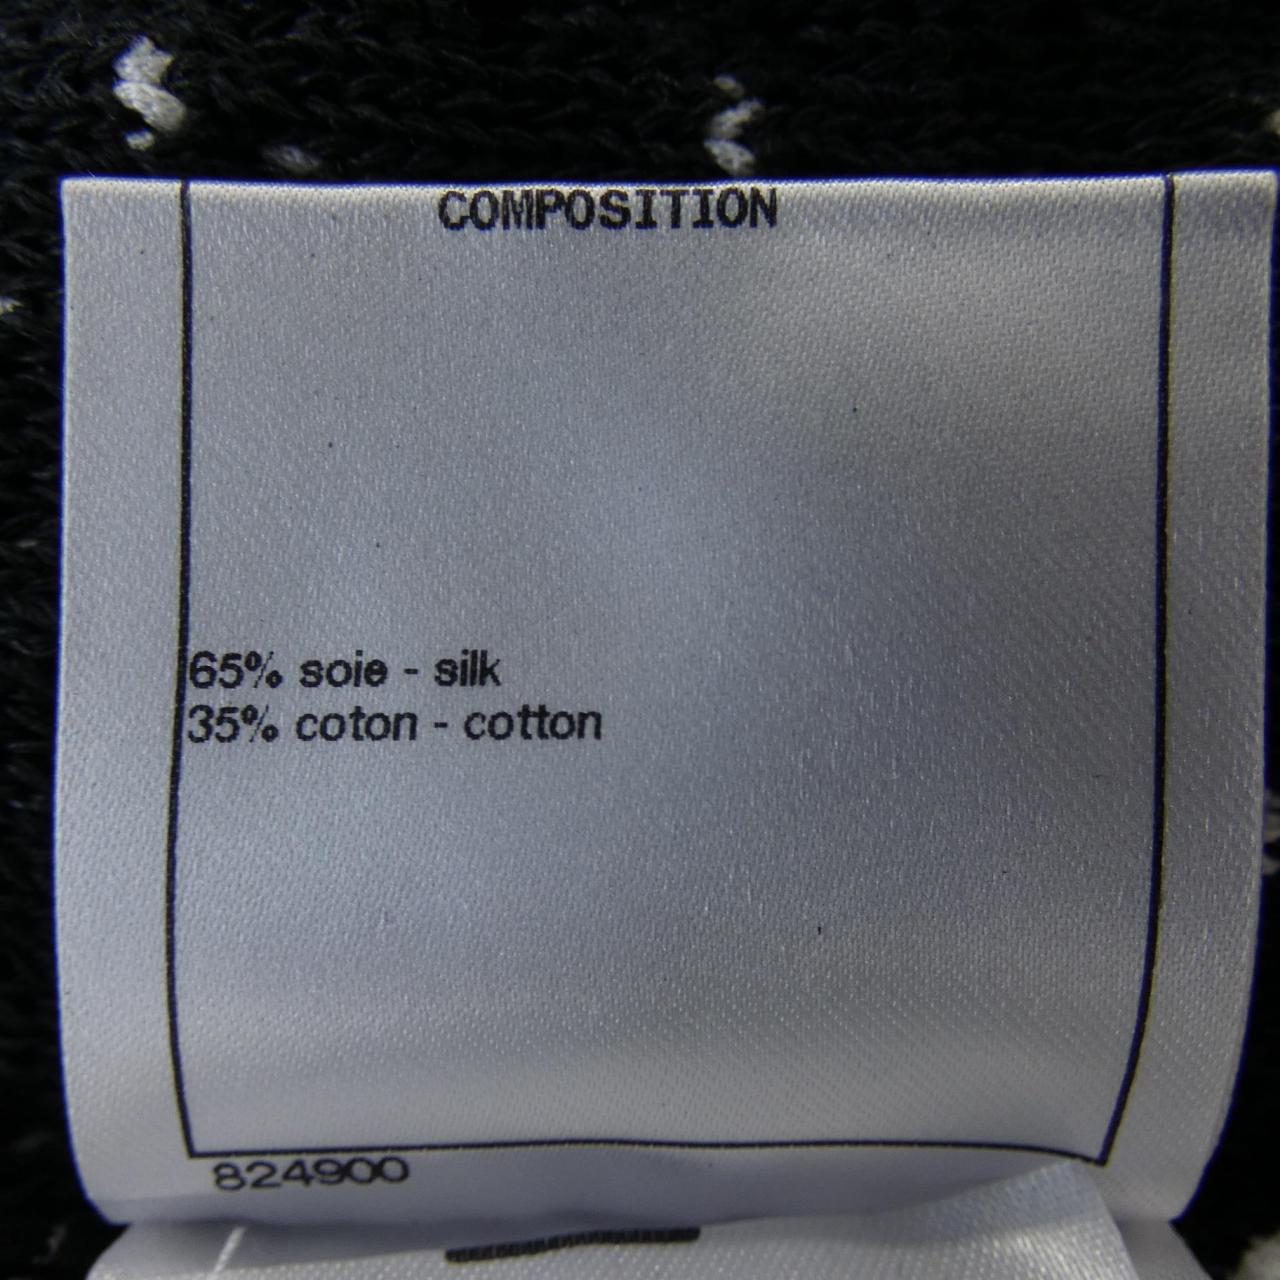 COMPOSITION
65% soie - silk
35% coton - cotton
824900